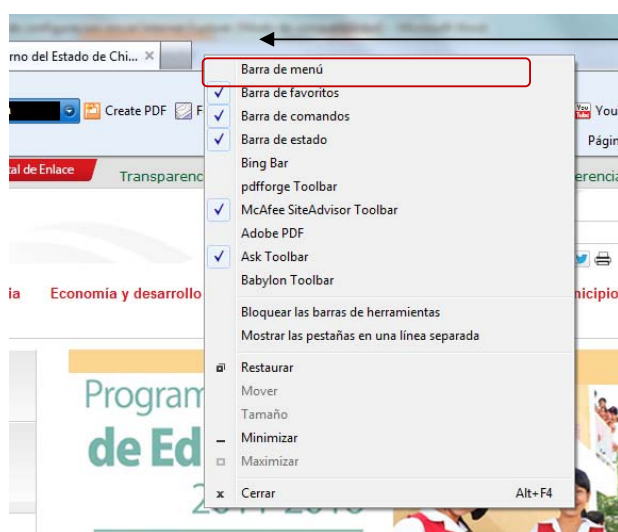 rno del Estado de Chi... ×
Barra de menú
Barra de favoritos
Create PDF F
Barra de comandos
You
Barra de estado
Págin
tal de Enlace
Transparenc
Bing Bar
erencia
pdfforge Toolbar
McAfee SiteAdvisor Toolbar
Adobe PDF
Ask Toolbar
Babylon Toolbar
ia Economía y desarrollo
nicipio
Bloquear las barras de herramientas
Mostrar las pestañas en una línea separada
Restaurar
Program
Mover
Tamaño
de Ed
Minimizar
Maximizar
Cerrar Alt+F4